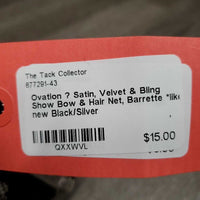 The Tack Collector
877291-43
Ovation ? Satin, Velvet & Bling
Show Bow & Hair Net, Barrette *like
new Black/Silver
$15.00
QXXWVL